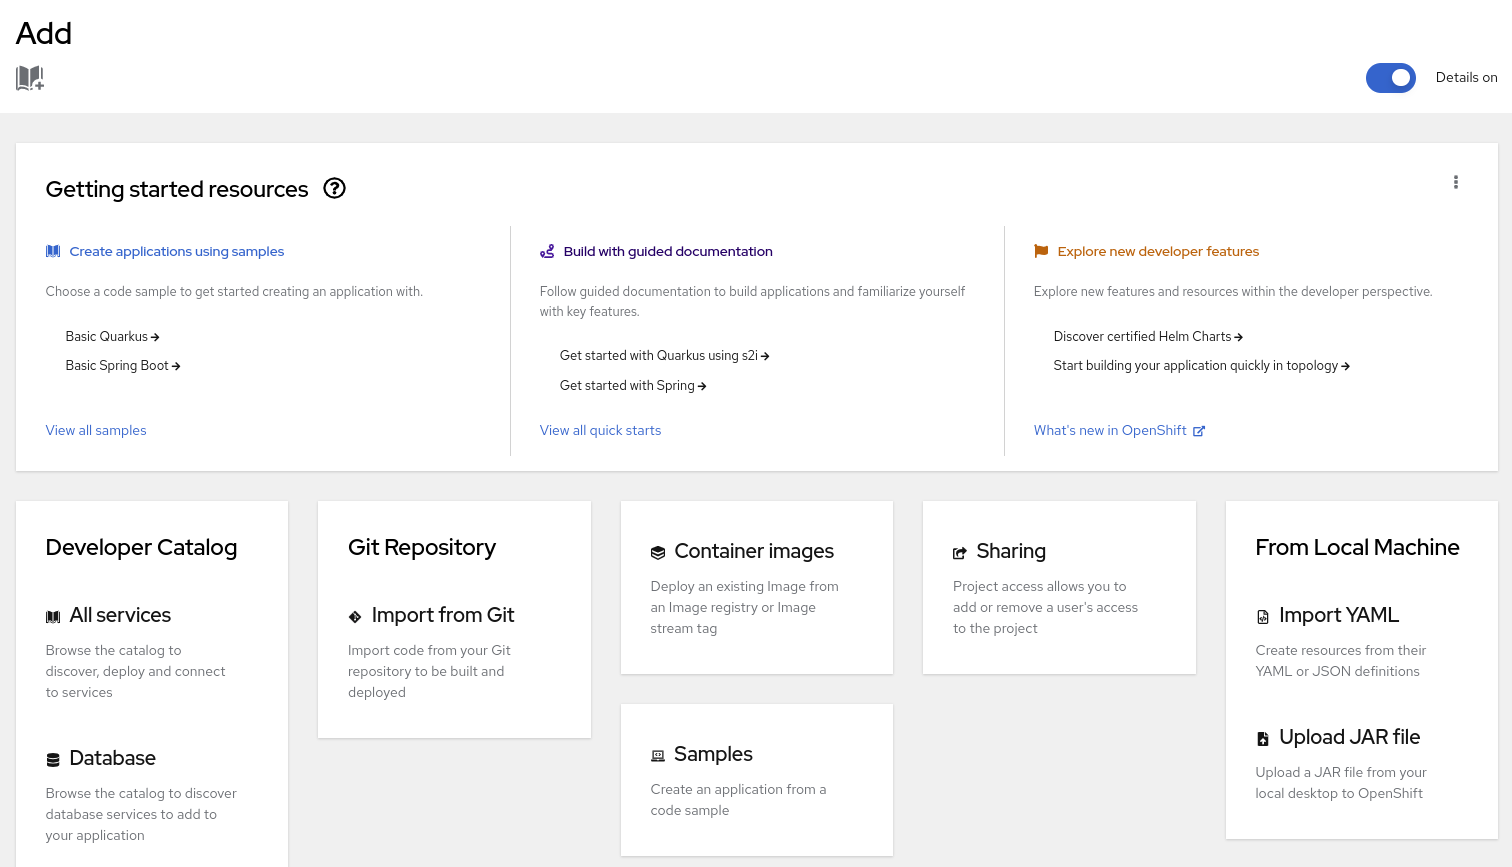 Add
Details on
Getting started resources
Create applications using samples
Choose a code sample to get started creating an application with.
Basic Quarkus
Basic Spring Boot
View all samples
Build with guided documentation
Follow guided documentation to build applications and familiarize yourself
with key features.
Get started with Quarkus using s2i
Get started with Spring
View all quick starts
Explore new developer features
Explore new features and resources within the developer perspective.
Discover certified Helm Charts
Start building your application quickly in topology
What's new in OpenShift
Developer Catalog
All services
Browse the catalog to
discover, deploy and connect
to services
Database
Browse the catalog to discover
database services to add to
your application
Git Repository
Import from Git
Import code from your Git
repository to be built and
deployed
Container images
Deploy an existing Image from
an Image registry or Image
stream tag
Samples
Create an application from a
code sample
Sharing
Project access allows you to
add or remove a user's access
to the project
From Local Machine
Import YAML
Create resources from their
YAML or JSON definitions
Upload JAR file
Upload a JAR file from your
local desktop to OpenShift